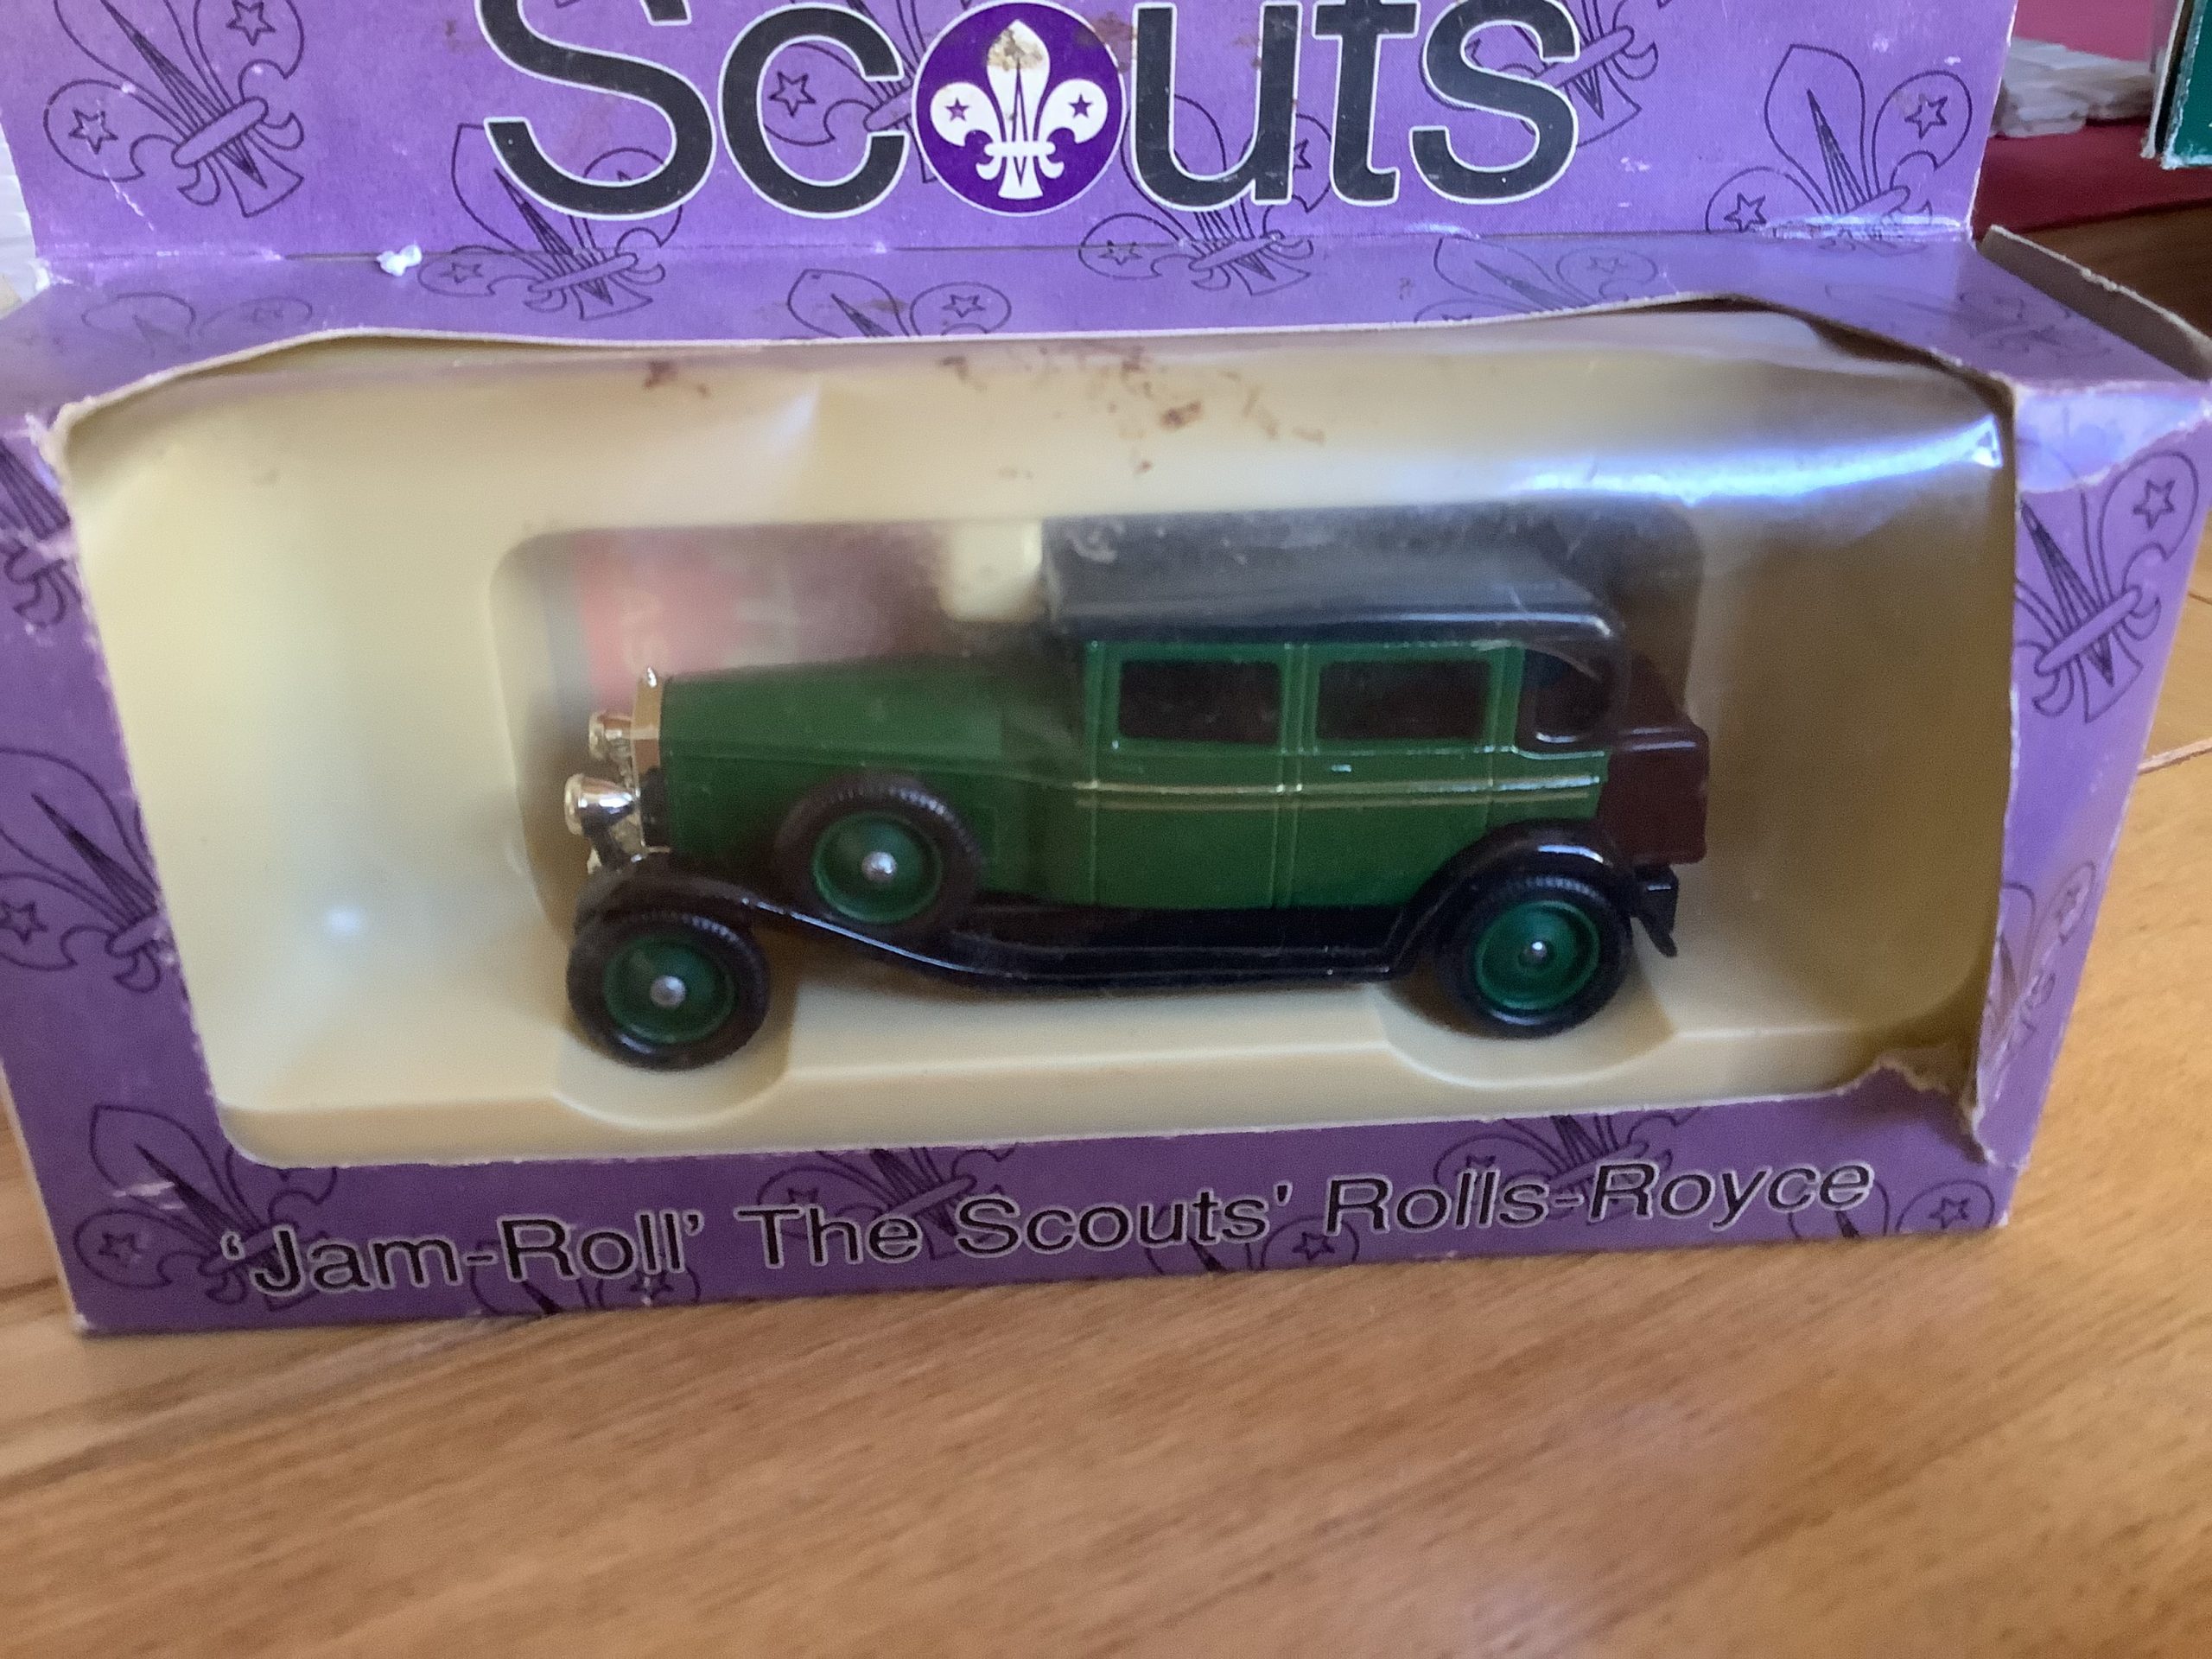 Scouts
'Jam-Roll' The Scouts' Rolls-Royce